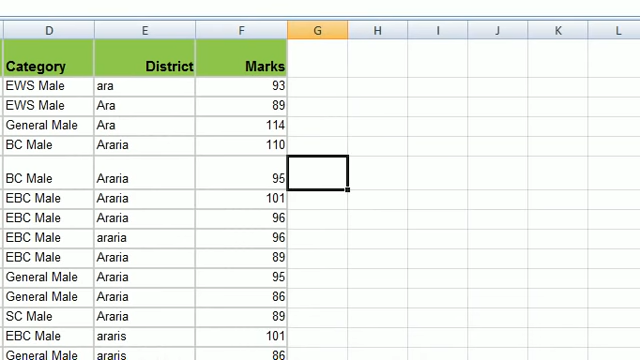 D E F G H I J K L
Category District Marks
EWS Male ara 93
EWS Male Ara 89
General Male Ara 114
BC Male Araria 110
BC Male Araria 95
EBC Male Araria 101
EBC Male Araria 96
EBC Male araria 96
EBC Male Araria 89
General Male Araria 95
General Male Araria 86
SC Male Araria 89
EBC Male araris 101
General Male araris 86